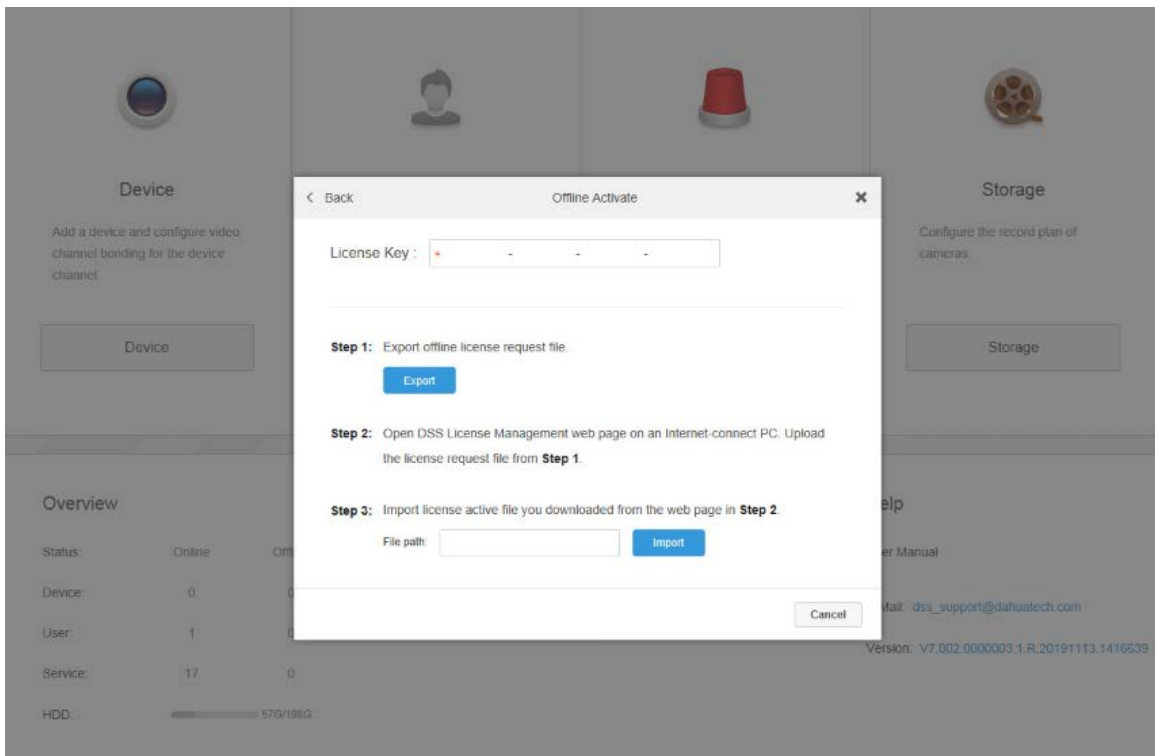 Device
Add a device and configure video
channel bonding for the device
channel.
Device
Storage
Configure the record plan of
cameras.
Storage
< Back
Offline Activate
License Key :
* - - -
Step 1: Export offline license request file.
Export
Step 2: Open DSS License Management web page on an Internet-connect PC. Upload
the license request file from Step 1.
Step 3: Import license active file you downloaded from the web page in Step 2.
File path:
Import
Cancel
Overview
Status: Online
Device: 0
User: 1
Service: 17 0
HDD: 57G/198G
User Manual
Mail: dss_support@dahuatech.com
Version: V7.002.0000003.1.R.20191113.1416639